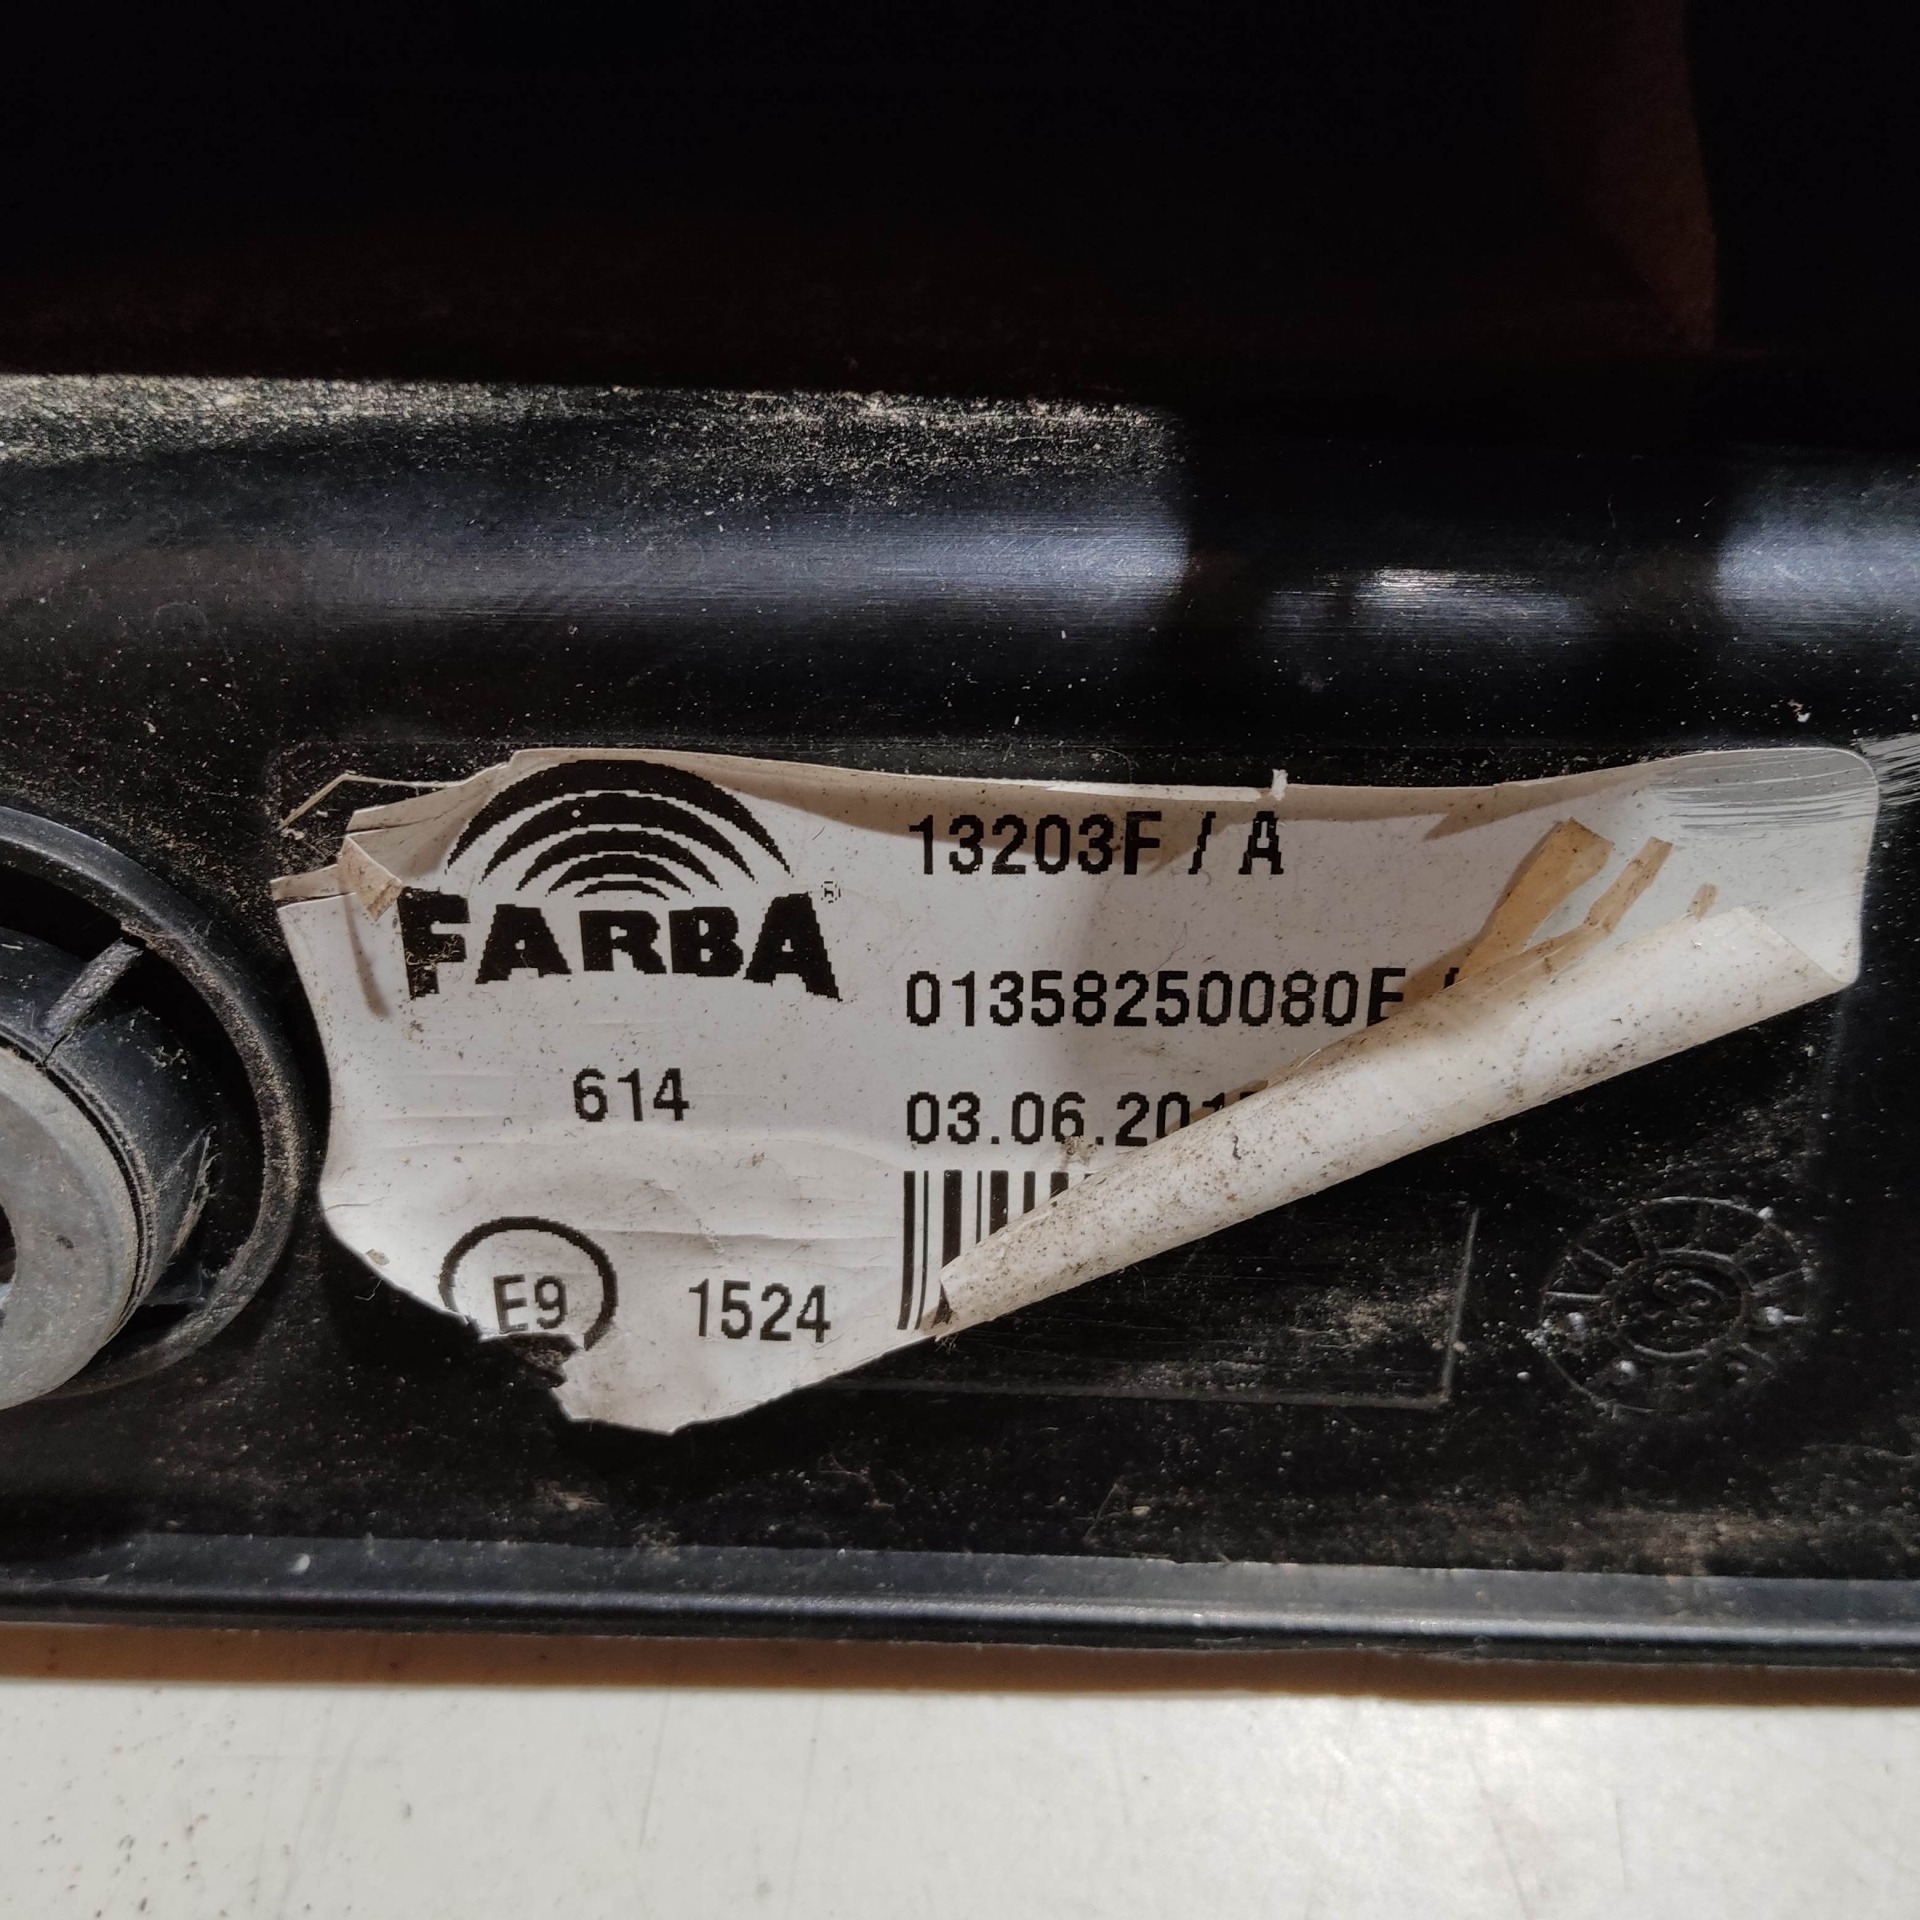 FARBA®
13203F / A
01358250080E /
614
03.06.201
E9
1524